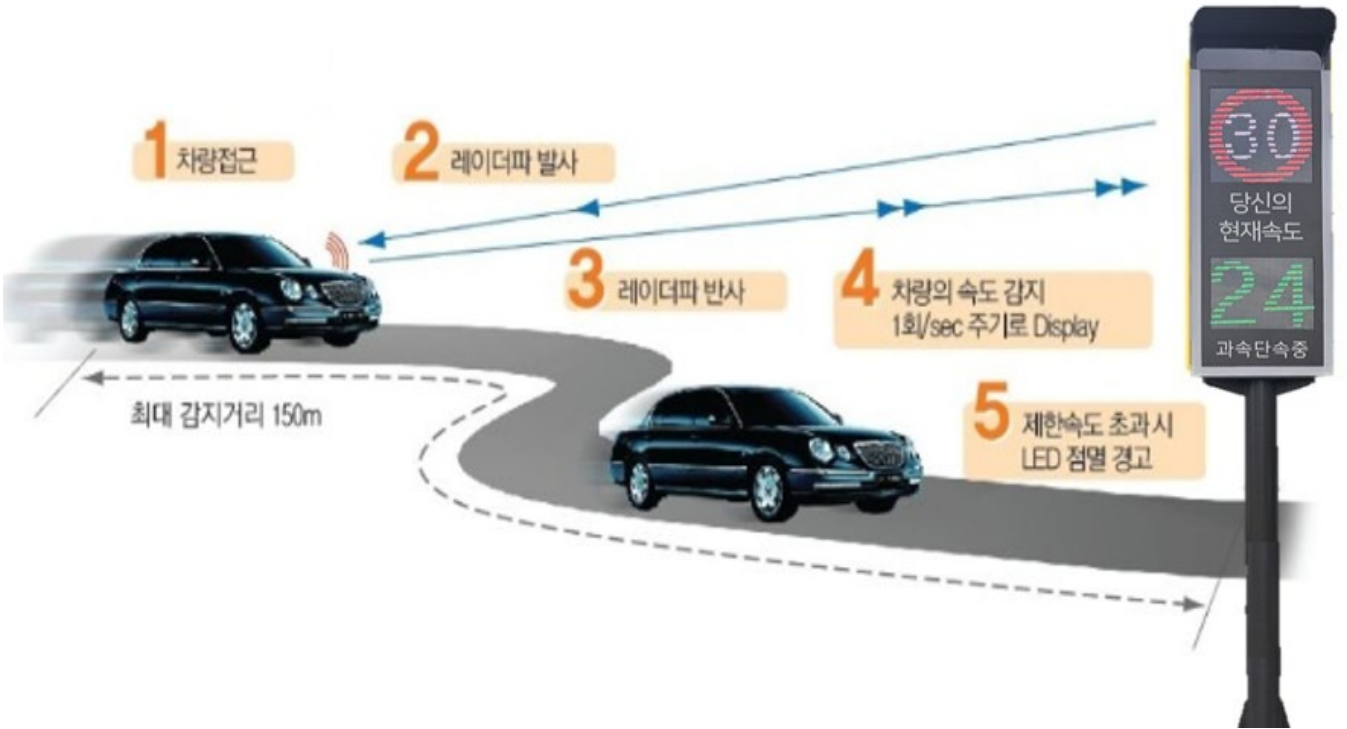 1 차량접근
2 레이더파 발사
3 레이더파 반사
4 차량의 속도 감지
1회/sec 주기로 Display
5 제한속도 초과 시
LED 점멸 경고
최대 감지거리 150m
30
당신의
현재속도
24
과속단속중